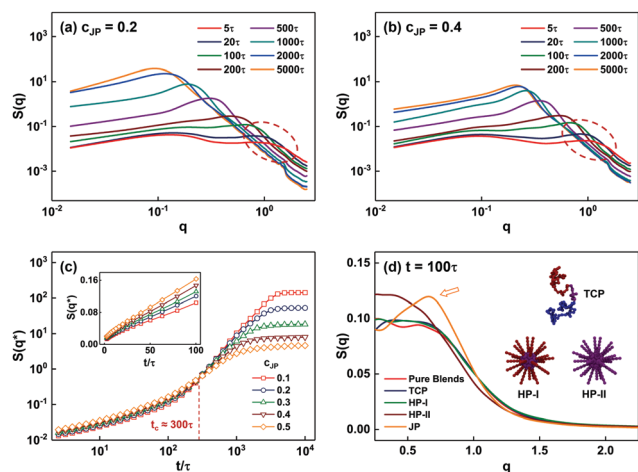 (a) c_JP = 0.2
5τ 500τ
20τ 1000τ
100τ 2000τ
200τ 5000τ
S(q)
10⁴
10¹
10⁻²
10⁻³
10⁻² 10⁻¹ 10⁰
q
(b) c_JP = 0.4
5τ 500τ
20τ 1000τ
100τ 2000τ
200τ 5000τ
S(q)
10⁴
10¹
10⁻¹
10⁻³
10⁻² 10⁻¹ 10⁰
q
(c)
S(q*)
0.16
0.08
0.00
0 50 100
t/τ
S(q*)
10³
10²
10¹
10⁰
10⁻¹
10⁻²
c_JP
0.1
0.2
0.3
0.4
0.5
t_c ≈ 300τ
10¹ 10² 10³ 10⁴
t/τ
(d) t = 100τ
TCP
HP-I HP-II
Pure Blends
TCP
HP-I
HP-II
JP
S(q)
0.15
0.10
0.05
0.00
0.5 1.0 1.5 2.0
q